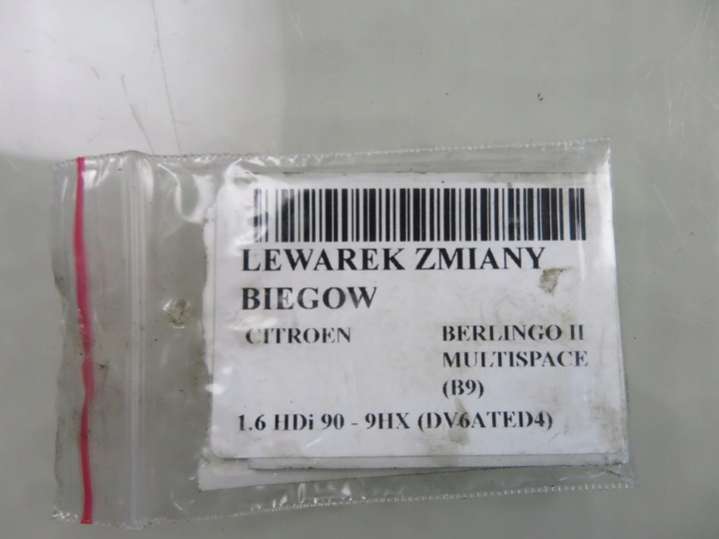 LEWAREK ZMIANY
BIEGOW
CITROEN BERLINGO II
MULTISPACE
(B9)
1.6 HDi 90 - 9HX (DV6ATED4)